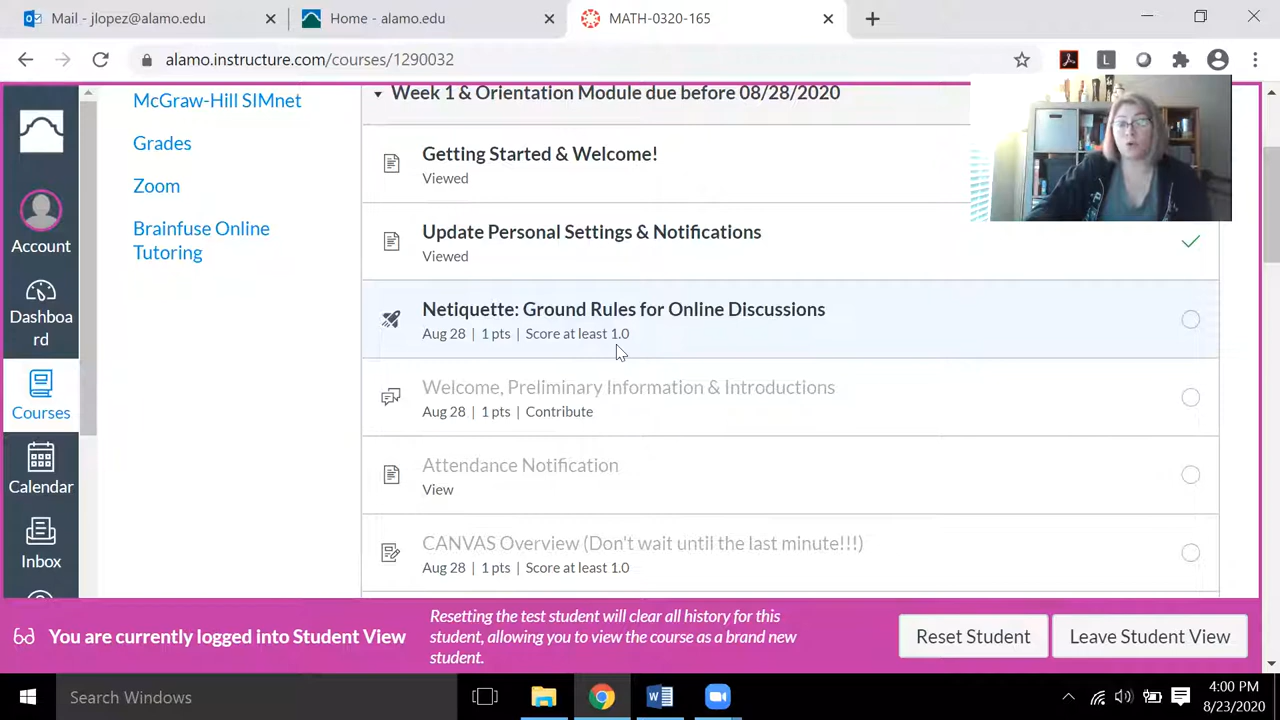 Mail - jlopez@alamo.edu
Home - alamo.edu
MATH-0320-165
alamo.instructure.com/courses/1290032
McGraw-Hill SIMnet
Grades
Zoom
Brainfuse Online
Tutoring
Account
Dashboa
rd
Courses
Calendar
Inbox
Week 1 & Orientation Module due before 08/28/2020
Getting Started & Welcome!
Viewed
Update Personal Settings & Notifications
Viewed
Netiquette: Ground Rules for Online Discussions
Aug 28 | 1 pts | Score at least 1.0
Welcome, Preliminary Information & Introductions
Aug 28 | 1 pts | Contribute
Attendance Notification
View
CANVAS Overview (Don't wait until the last minute!!!)
Aug 28 | 1 pts | Score at least 1.0
You are currently logged into Student View
Resetting the test student will clear all history for this
student, allowing you to view the course as a brand new
student.
Reset Student
Leave Student View
Search Windows
4:00 PM
8/23/2020